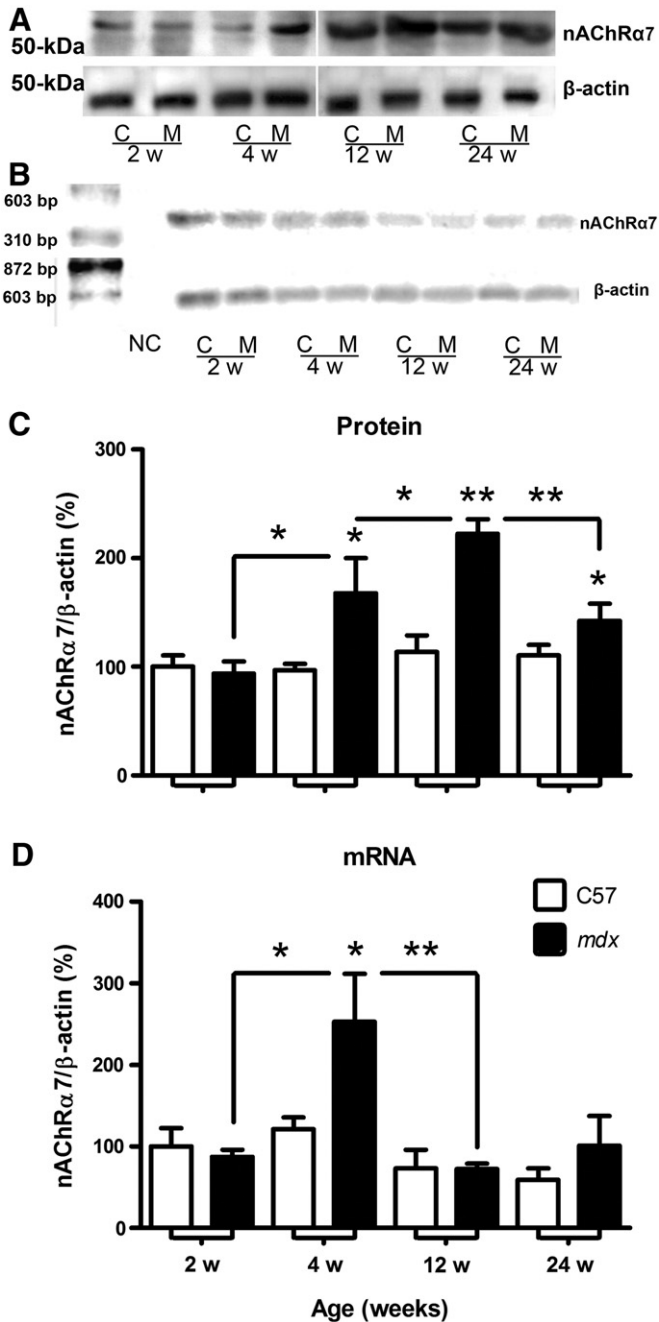 A
50-kDa
nAChRα7
50-kDa
β-actin
C M C M C M C M
2 w 4 w 12 w 24 w
B
603 bp
310 bp
872 bp
603 bp
nAChRα7
β-actin
NC
C M C M C M C M
2 w 4 w 12 w 24 w
C
Protein
nAChRα7/β-actin (%)
300
200
100
0
* * * ** ** *
D
mRNA
C57
mdx
nAChRα7/β-actin (%)
400
300
200
100
0
* * **
2 w 4 w 12 w 24 w
Age (weeks)